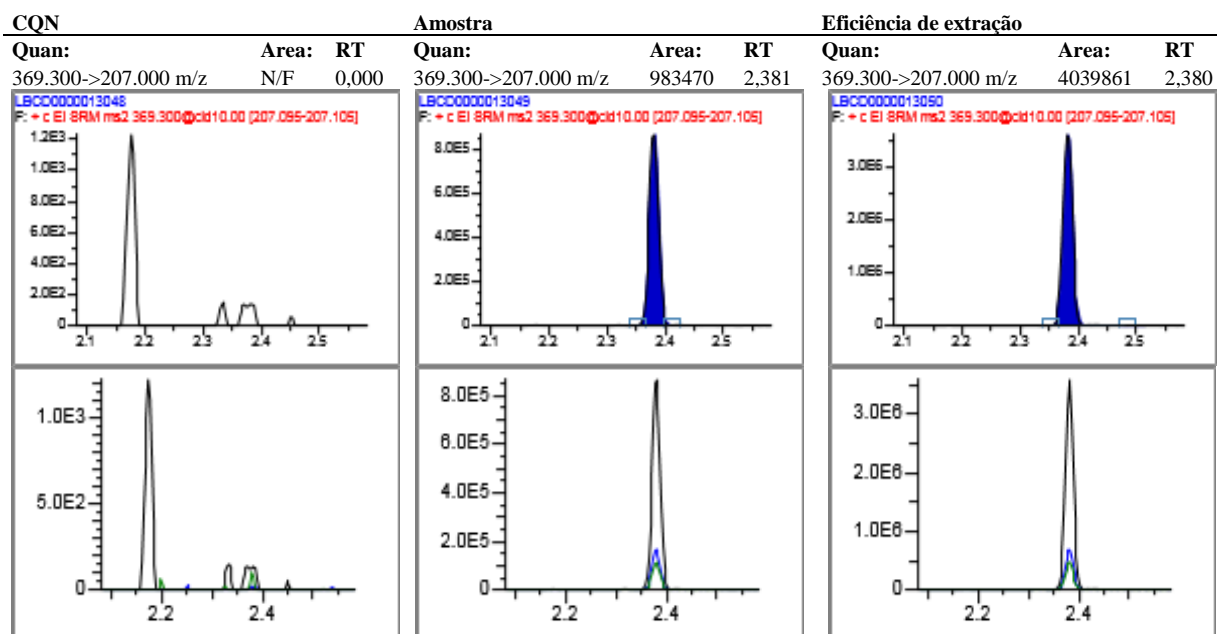 CQN Amostra Eficiência de extração
Quan: Area: RT Quan: Area: RT Quan: Area: RT
369.300->207.000 m/z N/F 0,000 369.300->207.000 m/z 983470 2,381 369.300->207.000 m/z 4039861 2,380
LBCD0000013048 LBCD0000013049 LBCD0000013050
F: + c EI SRM ms2 369.300@cid10.00 [207.095-207.105] F: + c EI SRM ms2 369.300@cid10.00 [207.095-207.105] F: + c EI SRM ms2 369.300@cid10.00 [207.095-207.105]
1.2E3
1.0E3
8.0E2
6.0E2
4.0E2
2.0E2
0
2.1 2.2 2.3 2.4 2.5
8.0E5
6.0E5
4.0E5
2.0E5
0
2.1 2.2 2.3 2.4 2.5
3.0E6
2.0E6
1.0E6
0
2.1 2.2 2.3 2.4 2.5
1.0E3
5.0E2
0
2.2 2.4
8.0E5
6.0E5
4.0E5
2.0E5
0
2.2 2.4
3.0E6
2.0E6
1.0E6
0
2.2 2.4